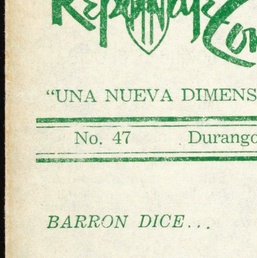 “UNA NUEVA DIMENS
No. 47 Durango
BARRON DICE...